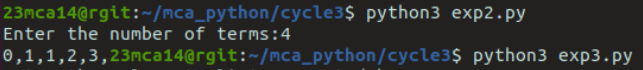 23mca14@rgit:~/mca_python/cycle3$ python3 exp2.py
Enter the number of terms:4
0,1,1,2,3,23mca14@rgit:~/mca_python/cycle3$ python3 exp3.py